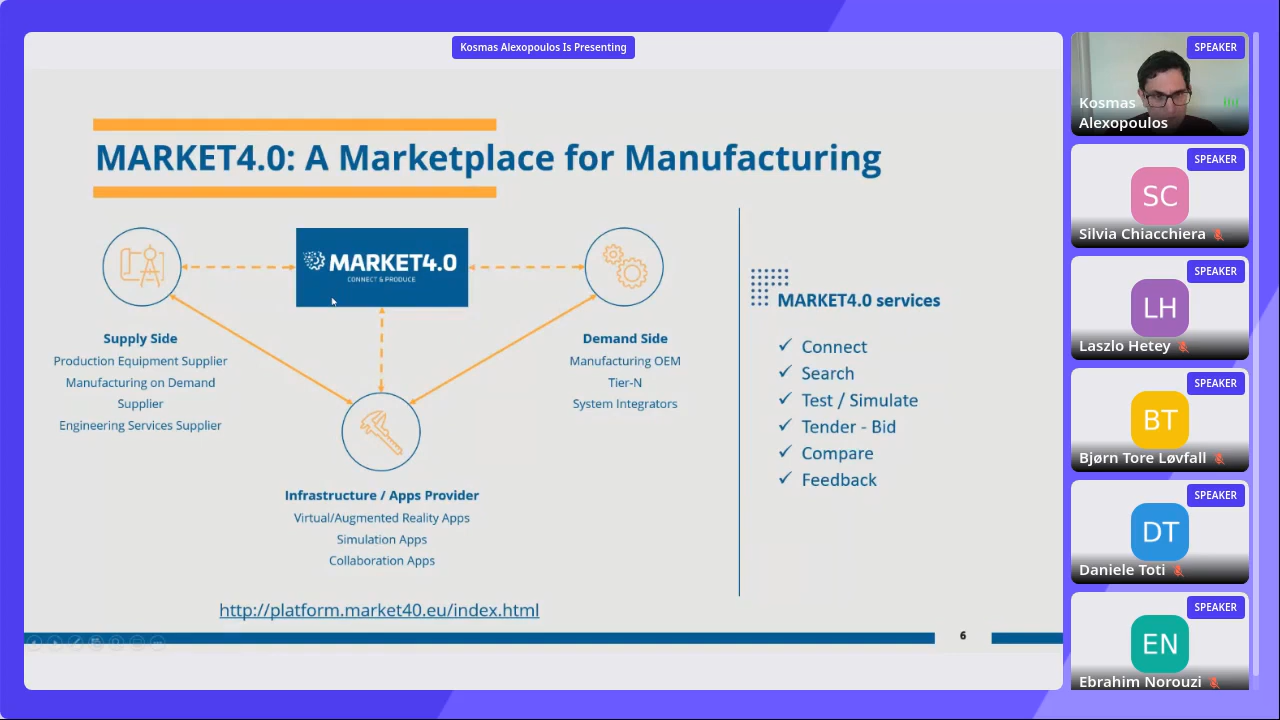 Kosmas Alexopoulos Is Presenting
MARKET4.0: A Marketplace for Manufacturing
MARKET4.0
CONNECT & PRODUCE
Supply Side
Production Equipment Supplier
Manufacturing on Demand
Supplier
Engineering Services Supplier
Demand Side
Manufacturing OEM
Tier-N
System Integrators
Infrastructure / Apps Provider
Virtual/Augmented Reality Apps
Simulation Apps
Collaboration Apps
http://platform.market40.eu/index.html
MARKET4.0 services
✓ Connect
✓ Search
✓ Test / Simulate
✓ Tender - Bid
✓ Compare
✓ Feedback
6
SPEAKER
Kosmas
Alexopoulos
SPEAKER
SC
Silvia Chiacchiera
SPEAKER
LH
Laszlo Hetey
SPEAKER
BT
Bjørn Tore Løvfall
SPEAKER
DT
Daniele Toti
SPEAKER
EN
Ebrahim Norouzi